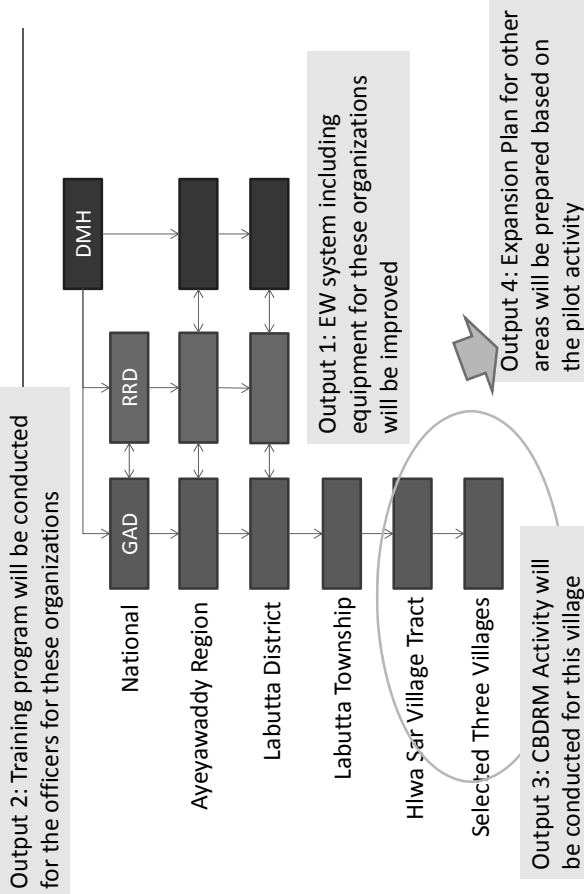 Output 2: Training program will be conducted
for the officers for these organizations
DMH
RRD
GAD
National
Ayeyawaddy Region
Labutta District
Labutta Township
Hlwa Sar Village Tract
Selected Three Villages
Output 1: EW system including
equipment for these organizations
will be improved
Output 3: CBDRM Activity will
be conducted for this village
Output 4: Expansion Plan for other
areas will be prepared based on
the pilot activity